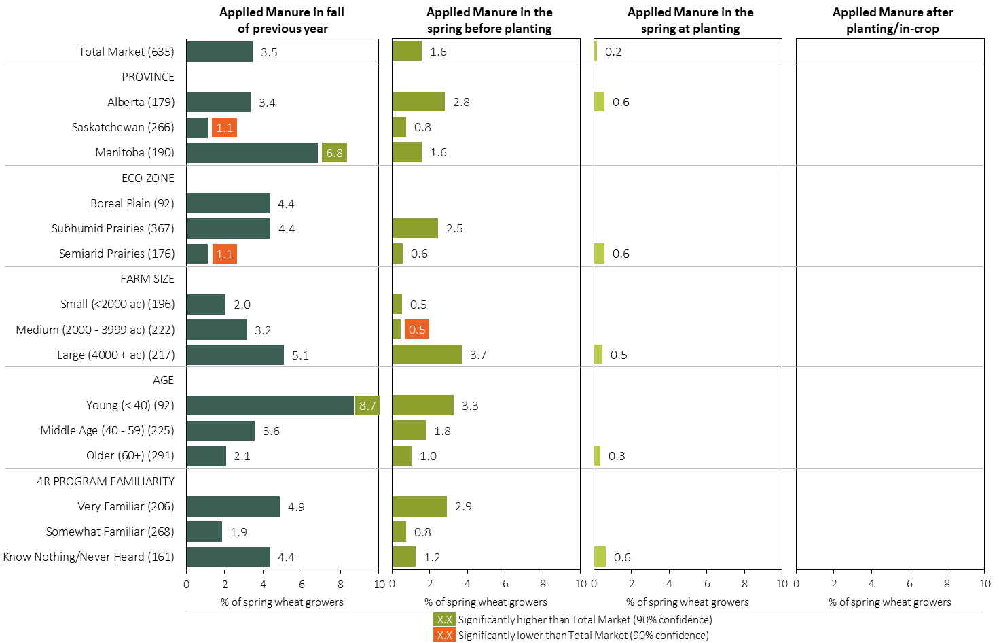 Applied Manure in fall
of previous year
Applied Manure in the
spring before planting
Applied Manure in the
spring at planting
Applied Manure after
planting/in-crop
Total Market (635) 3.5 1.6 0.2
PROVINCE
Alberta (179) 3.4 2.8 0.6
Saskatchewan (266) 1.1 0.8
Manitoba (190) 6.8 1.6
ECO ZONE
Boreal Plain (92) 4.4
Subhumid Prairies (367) 4.4 2.5
Semiarid Prairies (176) 1.1 0.6 0.6
FARM SIZE
Small (<2000 ac) (196) 2.0 0.5
Medium (2000 - 3999 ac) (222) 3.2 0.5
Large (4000 + ac) (217) 5.1 3.7 0.5
AGE
Young (< 40) (92) 8.7 3.3
Middle Age (40 - 59) (225) 3.6 1.8
Older (60+) (291) 2.1 1.0 0.3
4R PROGRAM FAMILIARITY
Very Familiar (206) 4.9 2.9
Somewhat Familiar (268) 1.9 0.8
Know Nothing/Never Heard (161) 4.4 1.2 0.6
0 2 4 6 8 10 0 2 4 6 8 10 0 2 4 6 8 10 0 2 4 6 8 10
% of spring wheat growers % of spring wheat growers % of spring wheat growers % of spring wheat growers
X.X Significantly higher than Total Market (90% confidence)
X.X Significantly lower than Total Market (90% confidence)